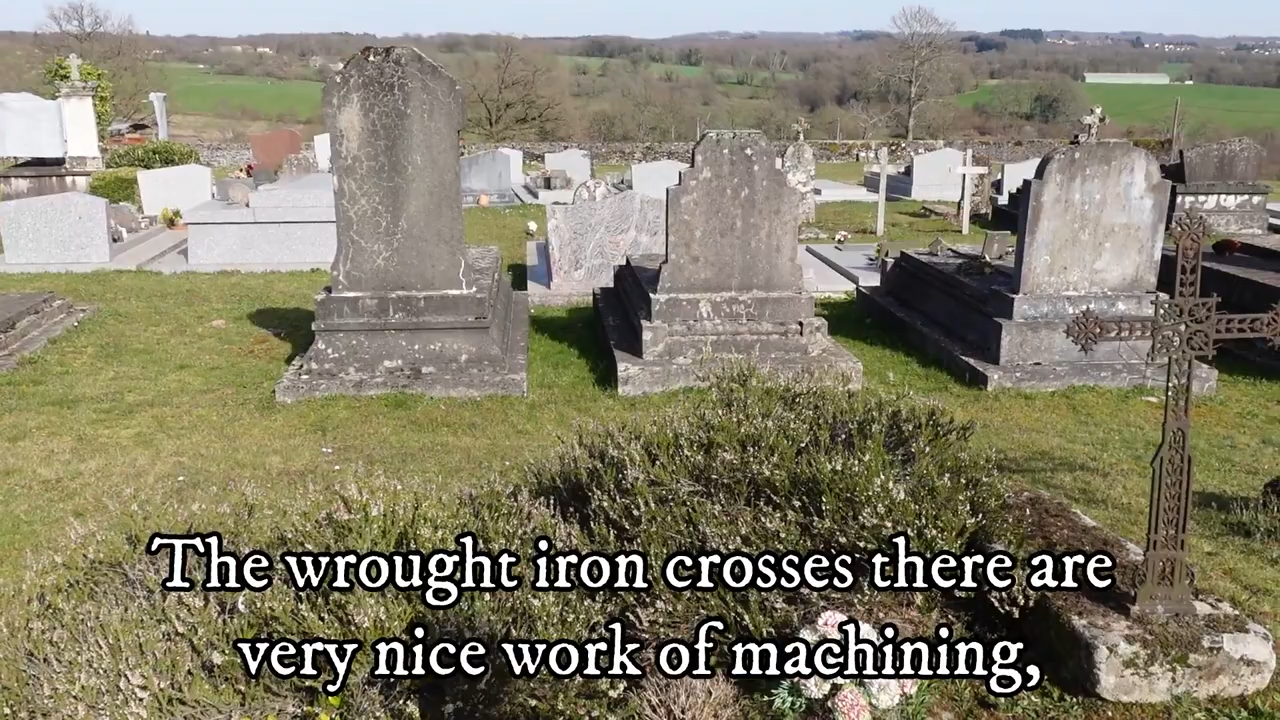 The wrought iron crosses there are
very nice work of machining,